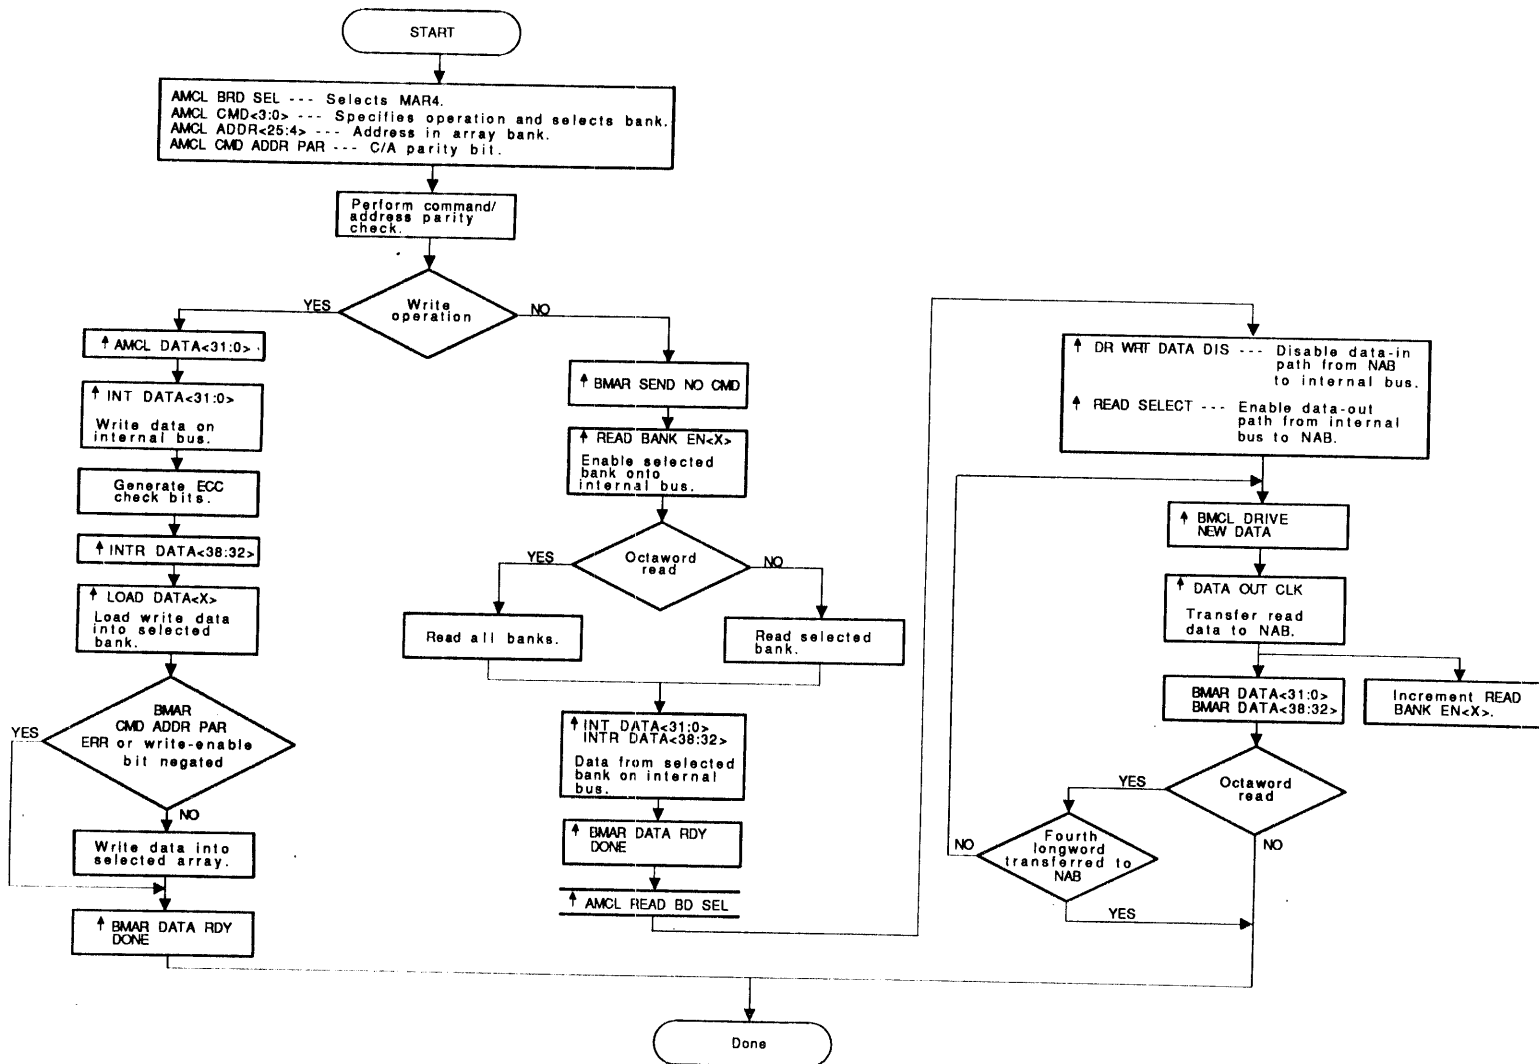 START
AMCL BRD SEL --- Selects MAR4.
AMCL CMD<3:0> --- Specifies operation and selects bank.
AMCL ADDR<25:4> --- Address in array bank.
AMCL CMD ADDR PAR --- C/A parity bit.
Perform command/
address parity
check.
Write
operation
YES
NO
↑ AMCL DATA<31:0>
↑ INT DATA<31:0>
Write data on
internal bus.
Generate ECC
check bits.
↑ INTR DATA<38:32>
↑ LOAD DATA<X>
Load write data
into selected
bank.
BMAR
CMD ADDR PAR
ERR or write-enable
bit negated
YES
NO
Write data into
selected array.
↑ BMAR DATA RDY
DONE
↑ BMAR SEND NO CMD
↑ READ BANK EN<X>
Enable selected
bank onto
internal bus.
Octaword
read
YES
NO
Read all banks.
Read selected
bank.
↑ INT DATA<31:0>
INTR DATA<38:32>
Data from selected
bank on internal
bus.
↑ BMAR DATA RDY
DONE
↑ AMCL READ BD SEL
↑ DR WRT DATA DIS --- Disable data-in
path from NAB
to internal bus.
↑ READ SELECT --- Enable data-out
path from internal
bus to NAB.
↑ BMCL DRIVE
NEW DATA
↑ DATA OUT CLK
Transfer read
data to NAB.
BMAR DATA<31:0>
BMAR DATA<38:32>
Increment READ
BANK EN<X>.
Octaword
read
YES
NO
Fourth
longword
transferred to
NAB
NO
YES
Done